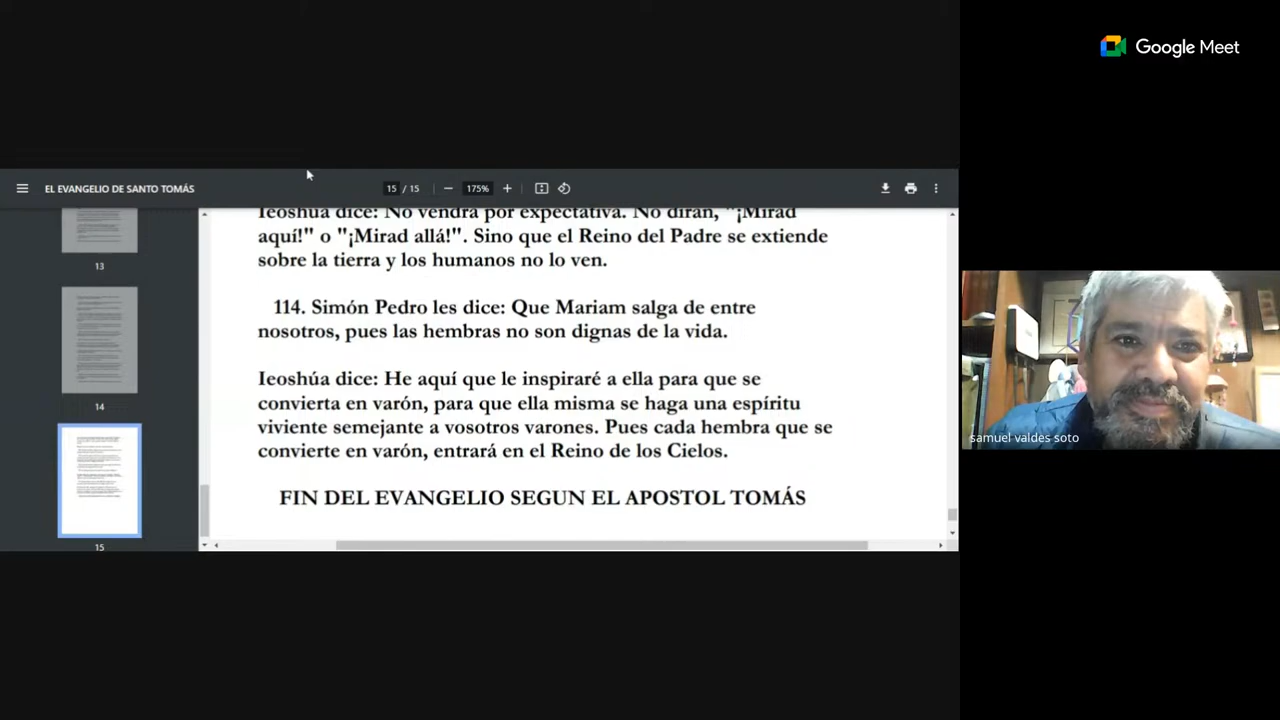 Google Meet
EL EVANGELIO DE SANTO TOMÁS
15 / 15
175%
Ieoshúa dice: No vendrá por expectativa. No dirán, "¡Mirad
aquí!" o "¡Mirad allá!". Sino que el Reino del Padre se extiende
sobre la tierra y los humanos no lo ven.
114. Simón Pedro les dice: Que Mariam salga de entre
nosotros, pues las hembras no son dignas de la vida.
Ieoshúa dice: He aquí que le inspiraré a ella para que se
convierta en varón, para que ella misma se haga una espíritu
viviente semejante a vosotros varones. Pues cada hembra que se
convierte en varón, entrará en el Reino de los Cielos.
FIN DEL EVANGELIO SEGUN EL APOSTOL TOMÁS
13
14
15
samuel valdes soto